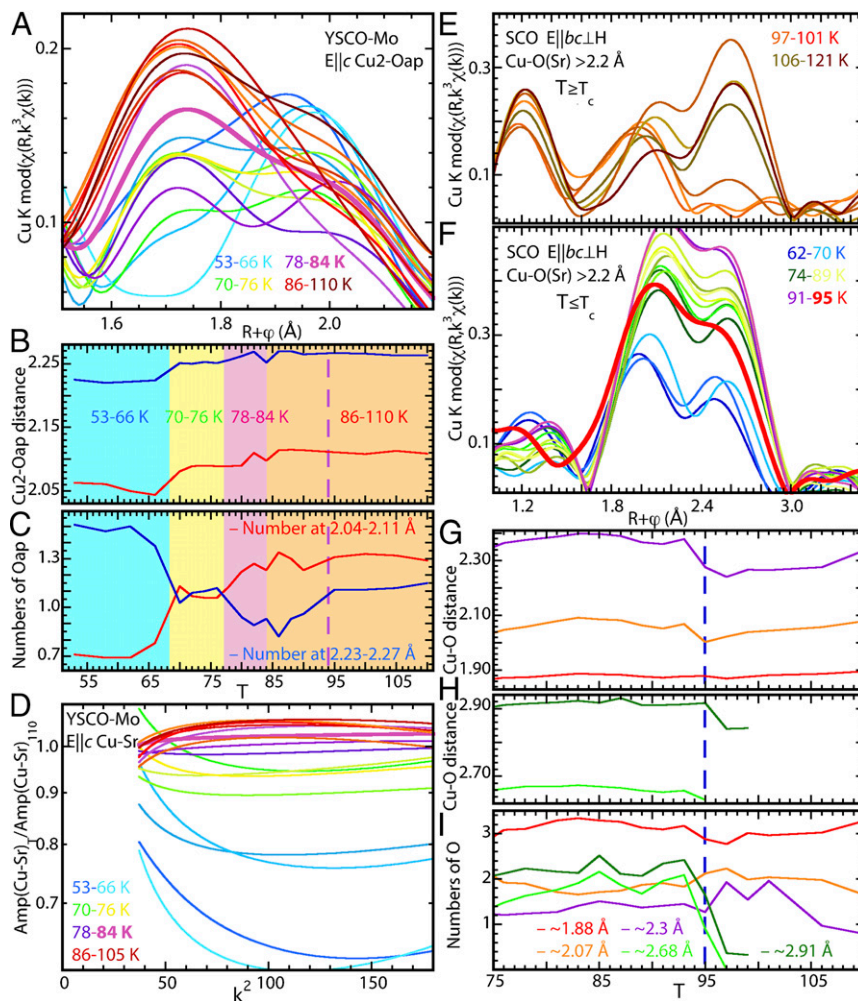 A
YSCO-Mo
E||c Cu2-Oap
Cu K mod(χ(R,k³χ(k)))
0.2
0.1
53-66 K
70-76 K
78-84 K
86-110 K
1.6
1.8
2.0
R+φ (Å)
B
Cu2-Oap distance
2.25
2.15
2.05
53-66 K
70-76 K
78-84 K
86-110 K
C
Numbers of Oap
1.3
1.0
0.7
– Number at 2.04-2.11 Å
– Number at 2.23-2.27 Å
55
65
75
85
95
105
T
D
YSCO-Mo
E||c Cu-Sr
Amp(Cu-Sr)T/Amp(Cu-Sr)110
1.0
0.9
0.8
0.7
53-66 K
70-76 K
78-84 K
86-105 K
0
50
100
150
k²
E
SCO E||bc⊥H
Cu-O(Sr) >2.2 Å
T≥Tc
97-101 K
106-121 K
Cu K mod(χ(R,k³χ(k)))
0.3
0.1
F
SCO E||bc⊥H
Cu-O(Sr) >2.2 Å
T≤Tc
62-70 K
74-89 K
91-95 K
Cu K mod(χ(R,k³χ(k)))
0.3
0.1
1.2
1.8
2.4
3.0
R+φ (Å)
G
Cu-O distance
2.30
2.10
1.90
H
Cu-O distance
2.90
2.70
I
Numbers of O
3
2
1
– ~1.88 Å
– ~2.3 Å
– ~2.07 Å
– ~2.68 Å
– ~2.91 Å
75
80
85
90
95
100
105
110
T